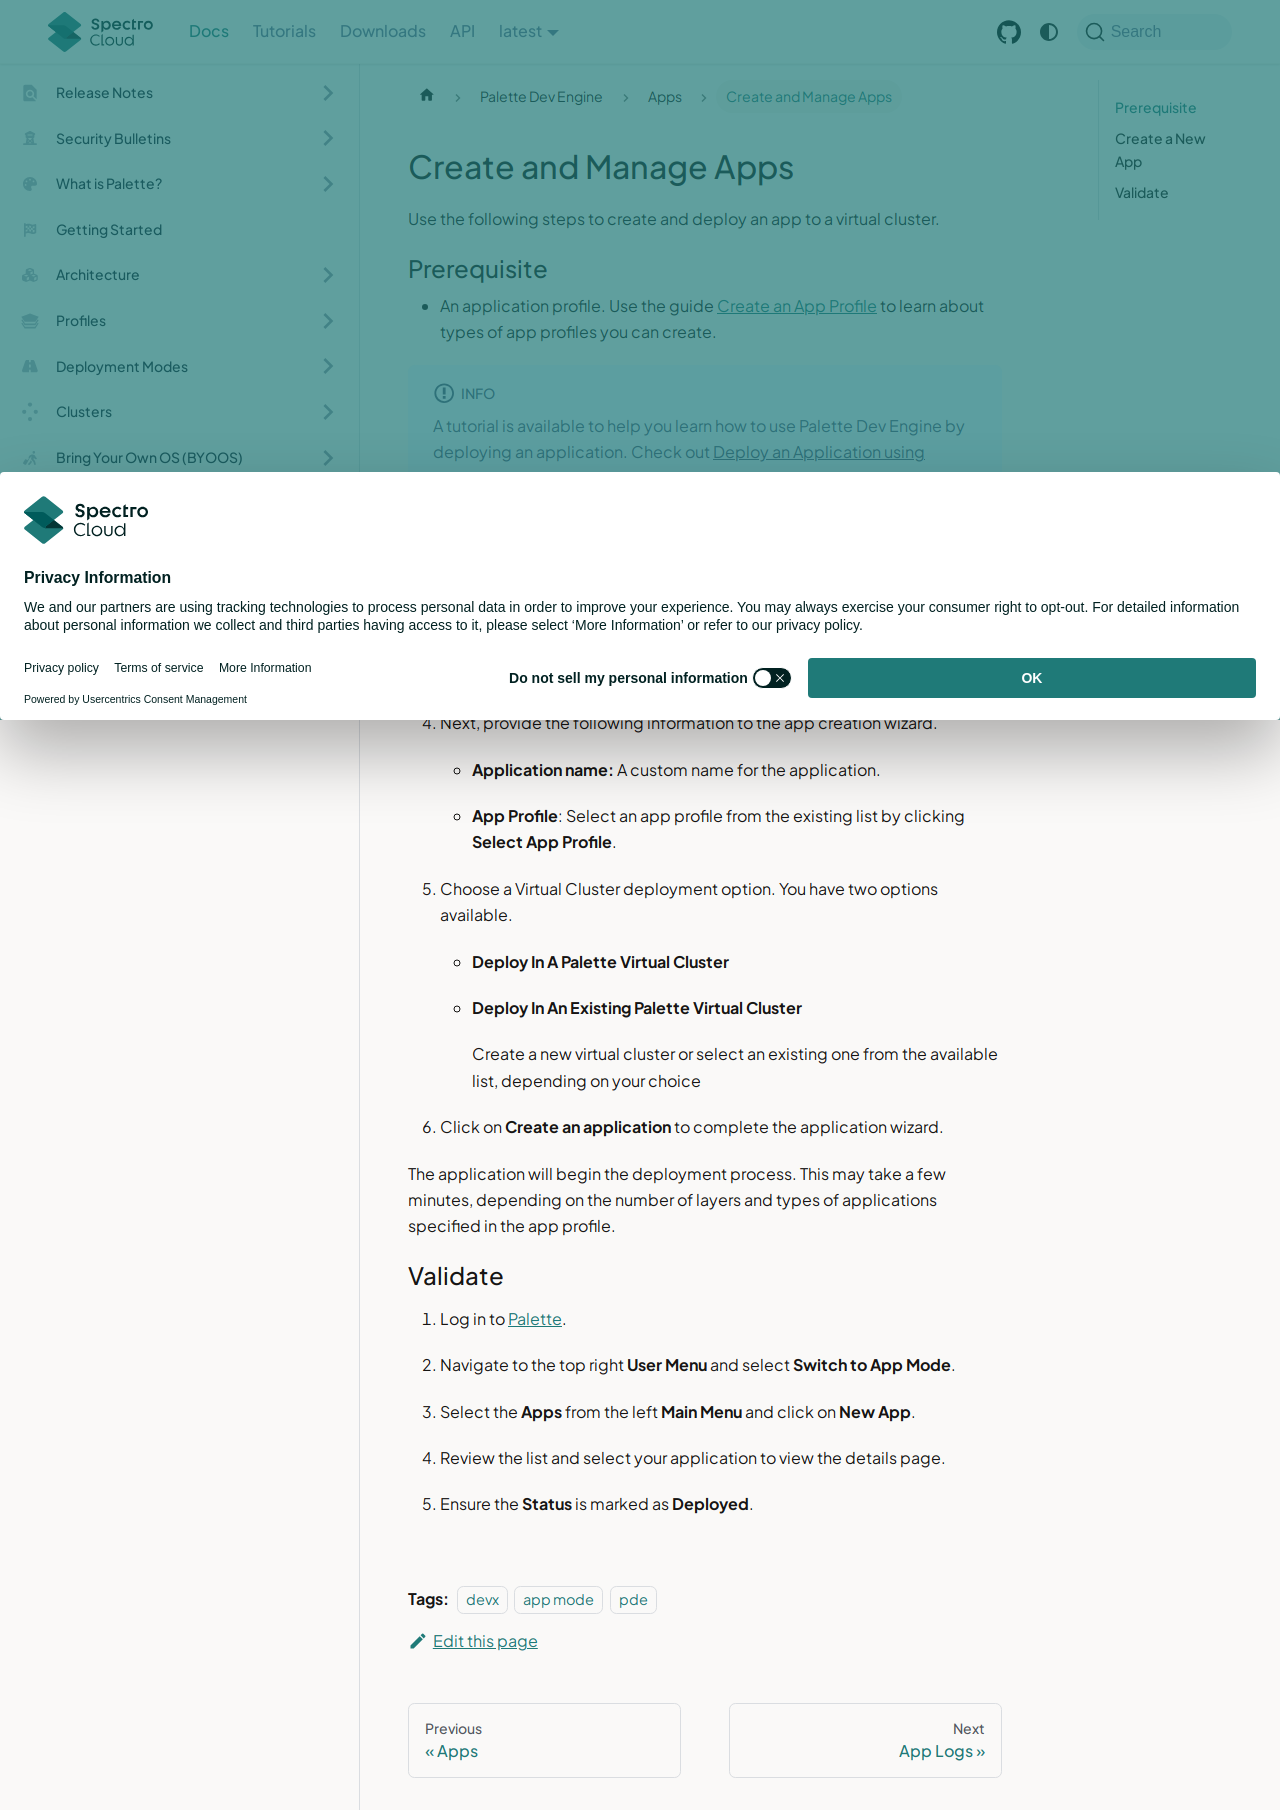 Spectro Cloud
Docs
Tutorials
Downloads
API
latest
Search
Release Notes
Security Bulletins
What is Palette?
Getting Started
Architecture
Profiles
Deployment Modes
Clusters
Bring Your Own OS (BYOOS)
Palette Dev Engine
Apps
Create and Manage Apps
Prerequisite
Create a New
App
Validate
Create and Manage Apps
Use the following steps to create and deploy an app to a virtual cluster.
Prerequisite
An application profile. Use the guide Create an App Profile to learn about
types of app profiles you can create.
INFO
A tutorial is available to help you learn how to use Palette Dev Engine by
deploying an application. Check out Deploy an Application using
Spectro Cloud
Privacy Information
We and our partners are using tracking technologies to process personal data in order to improve your experience. You may always exercise your consumer right to opt-out. For detailed information
about personal information we collect and third parties having access to it, please select ‘More Information’ or refer to our privacy policy.
Privacy policy
Terms of service
More Information
Powered by Usercentrics Consent Management
Do not sell my personal information
OK
4. Next, provide the following information to the app creation wizard.
Application name: A custom name for the application.
App Profile: Select an app profile from the existing list by clicking
Select App Profile.
5. Choose a Virtual Cluster deployment option. You have two options
available.
Deploy In A Palette Virtual Cluster
Deploy In An Existing Palette Virtual Cluster
Create a new virtual cluster or select an existing one from the available
list, depending on your choice
6. Click on Create an application to complete the application wizard.
The application will begin the deployment process. This may take a few
minutes, depending on the number of layers and types of applications
specified in the app profile.
Validate
1. Log in to Palette.
2. Navigate to the top right User Menu and select Switch to App Mode.
3. Select the Apps from the left Main Menu and click on New App.
4. Review the list and select your application to view the details page.
5. Ensure the Status is marked as Deployed.
Tags: devx app mode pde
Edit this page
Previous
« Apps
Next
App Logs »